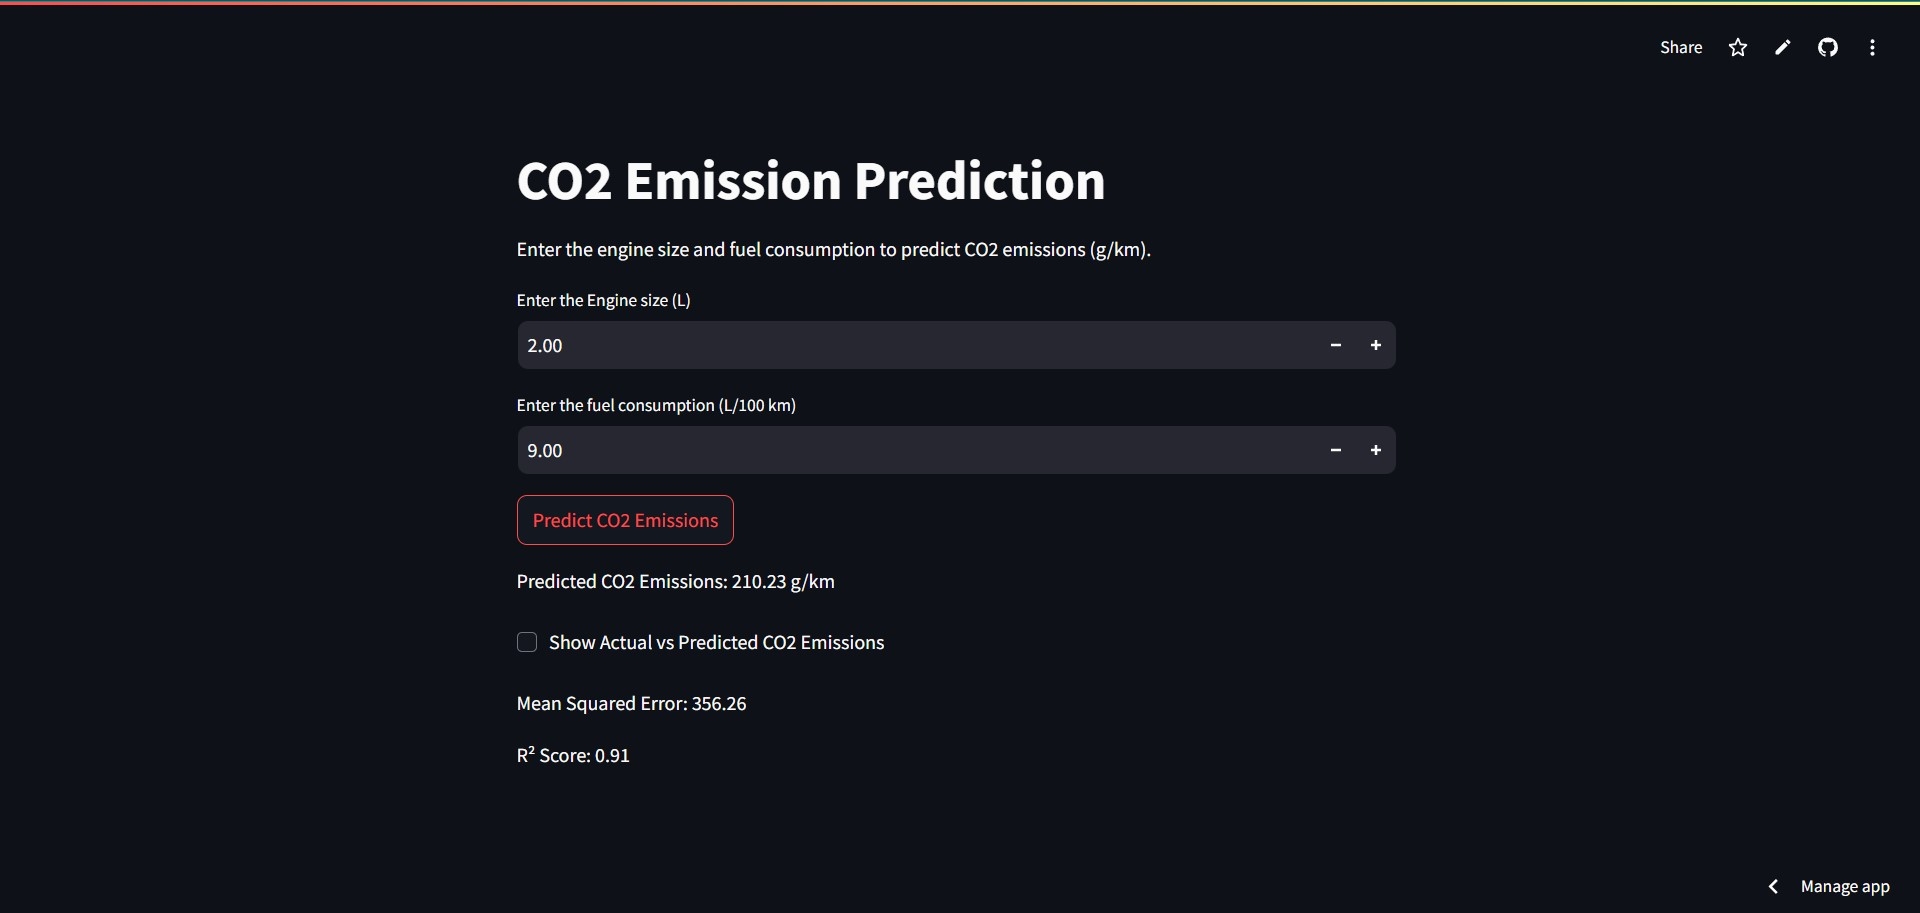 Share
CO2 Emission Prediction
Enter the engine size and fuel consumption to predict CO2 emissions (g/km).
Enter the Engine size (L)
2.00
Enter the fuel consumption (L/100 km)
9.00
Predict CO2 Emissions
Predicted CO2 Emissions: 210.23 g/km
Show Actual vs Predicted CO2 Emissions
Mean Squared Error: 356.26
R² Score: 0.91
Manage app